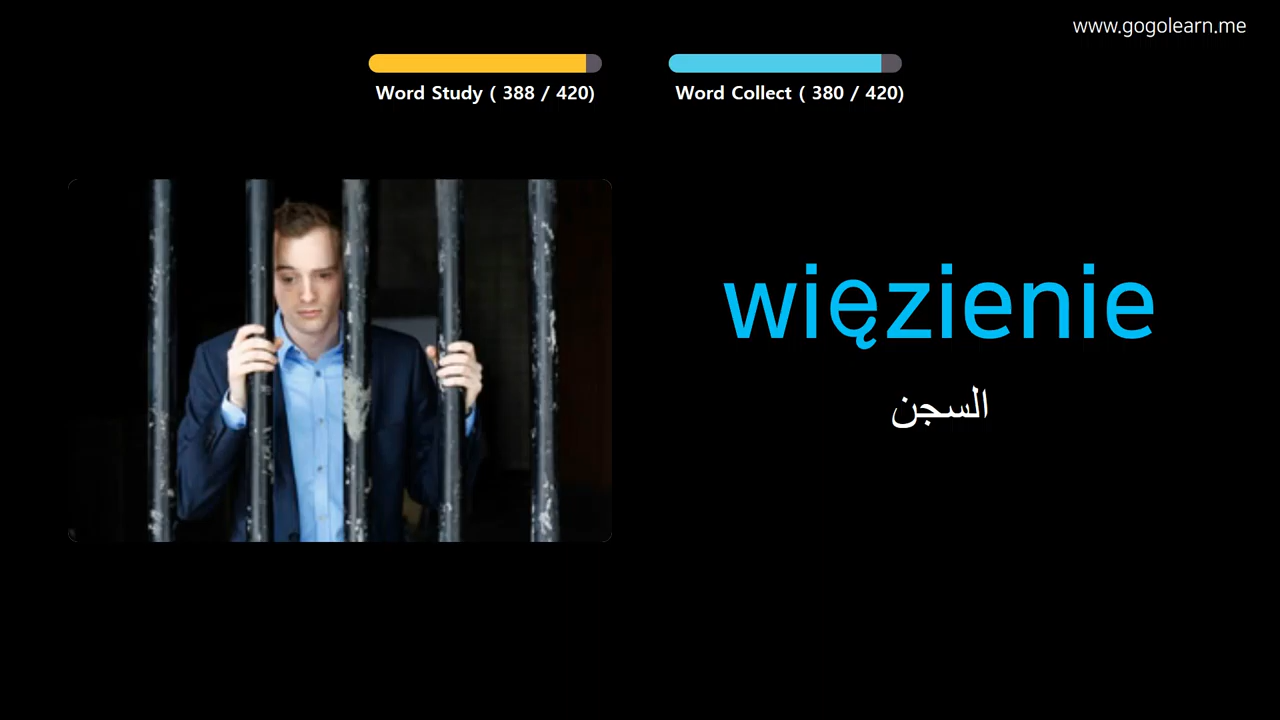 www.gogolearn.me
Word Study ( 388 / 420)
Word Collect ( 380 / 420)
więzienie
السجن